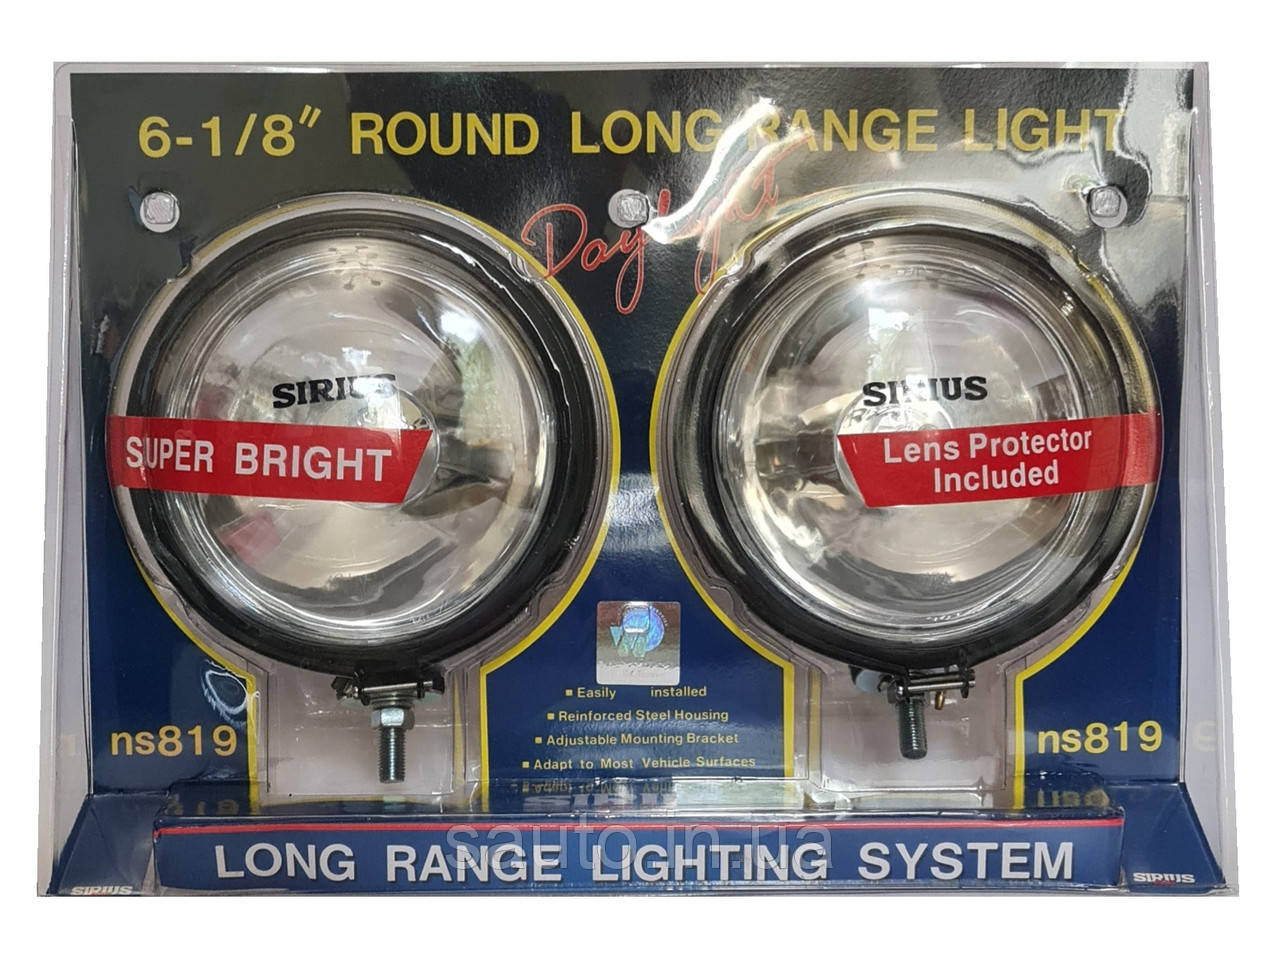 6-1/8" ROUND LONG RANGE LIGHT
Daylight
SIRIUS
SIRIUS
SUPER BRIGHT
Lens Protector
Included
■ Easily installed
■ Reinforced Steel Housing
■ Adjustable Mounting Bracket
■ Adapt to Most Vehicle Surfaces
ns819
ns819
sauto.in.ua
LONG RANGE LIGHTING SYSTEM
SIRIUS
SIRIUS